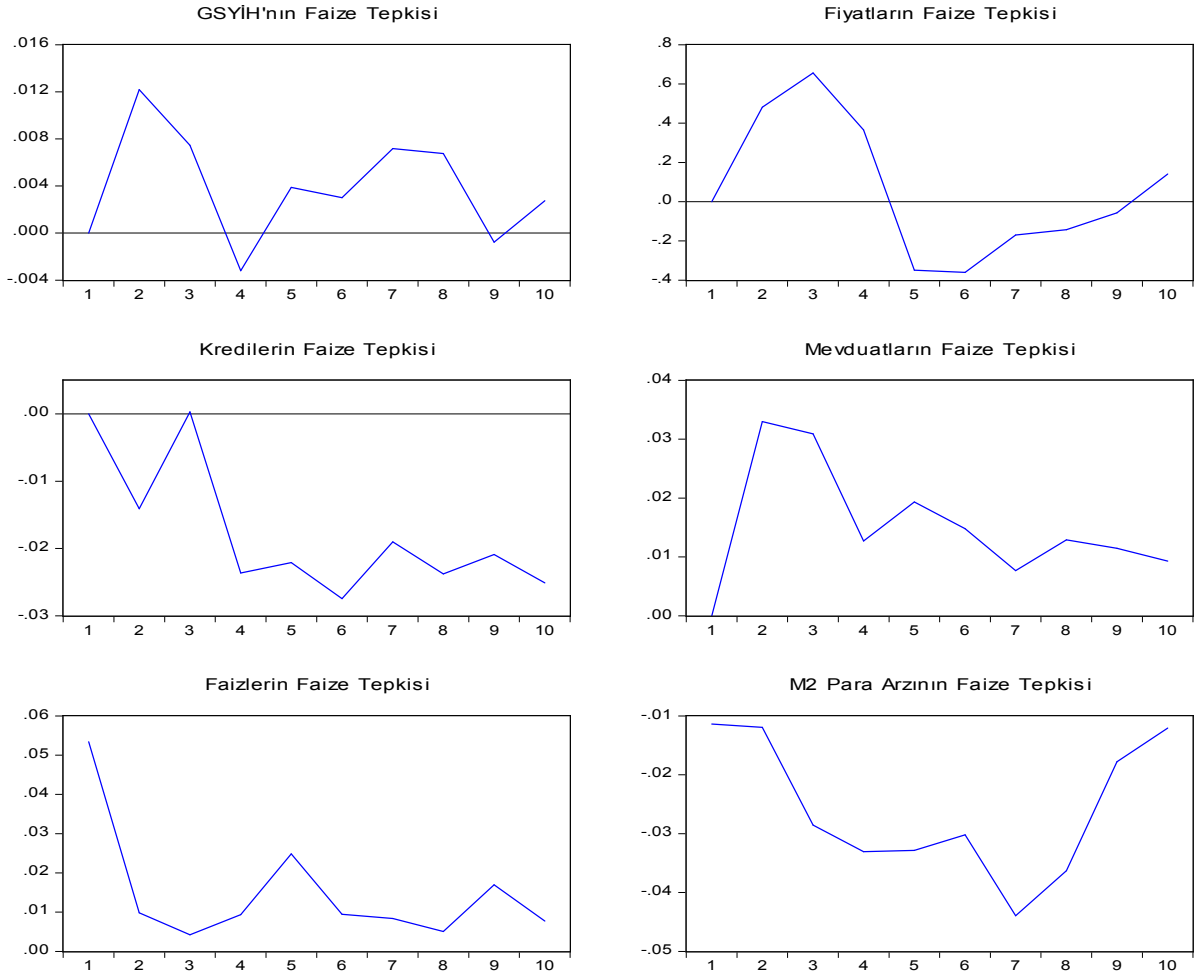 GSYİH'nın Faize Tepkisi
.016
.012
.008
.004
.000
-.004
1 2 3 4 5 6 7 8 9 10
Fiyatların Faize Tepkisi
.8
.6
.4
.2
.0
-.2
-.4
1 2 3 4 5 6 7 8 9 10
Kredilerin Faize Tepkisi
.00
-.01
-.02
-.03
1 2 3 4 5 6 7 8 9 10
Mevduatların Faize Tepkisi
.04
.03
.02
.01
.00
1 2 3 4 5 6 7 8 9 10
Faizlerin Faize Tepkisi
.06
.05
.04
.03
.02
.01
.00
1 2 3 4 5 6 7 8 9 10
M2 Para Arzının Faize Tepkisi
-.01
-.02
-.03
-.04
-.05
1 2 3 4 5 6 7 8 9 10